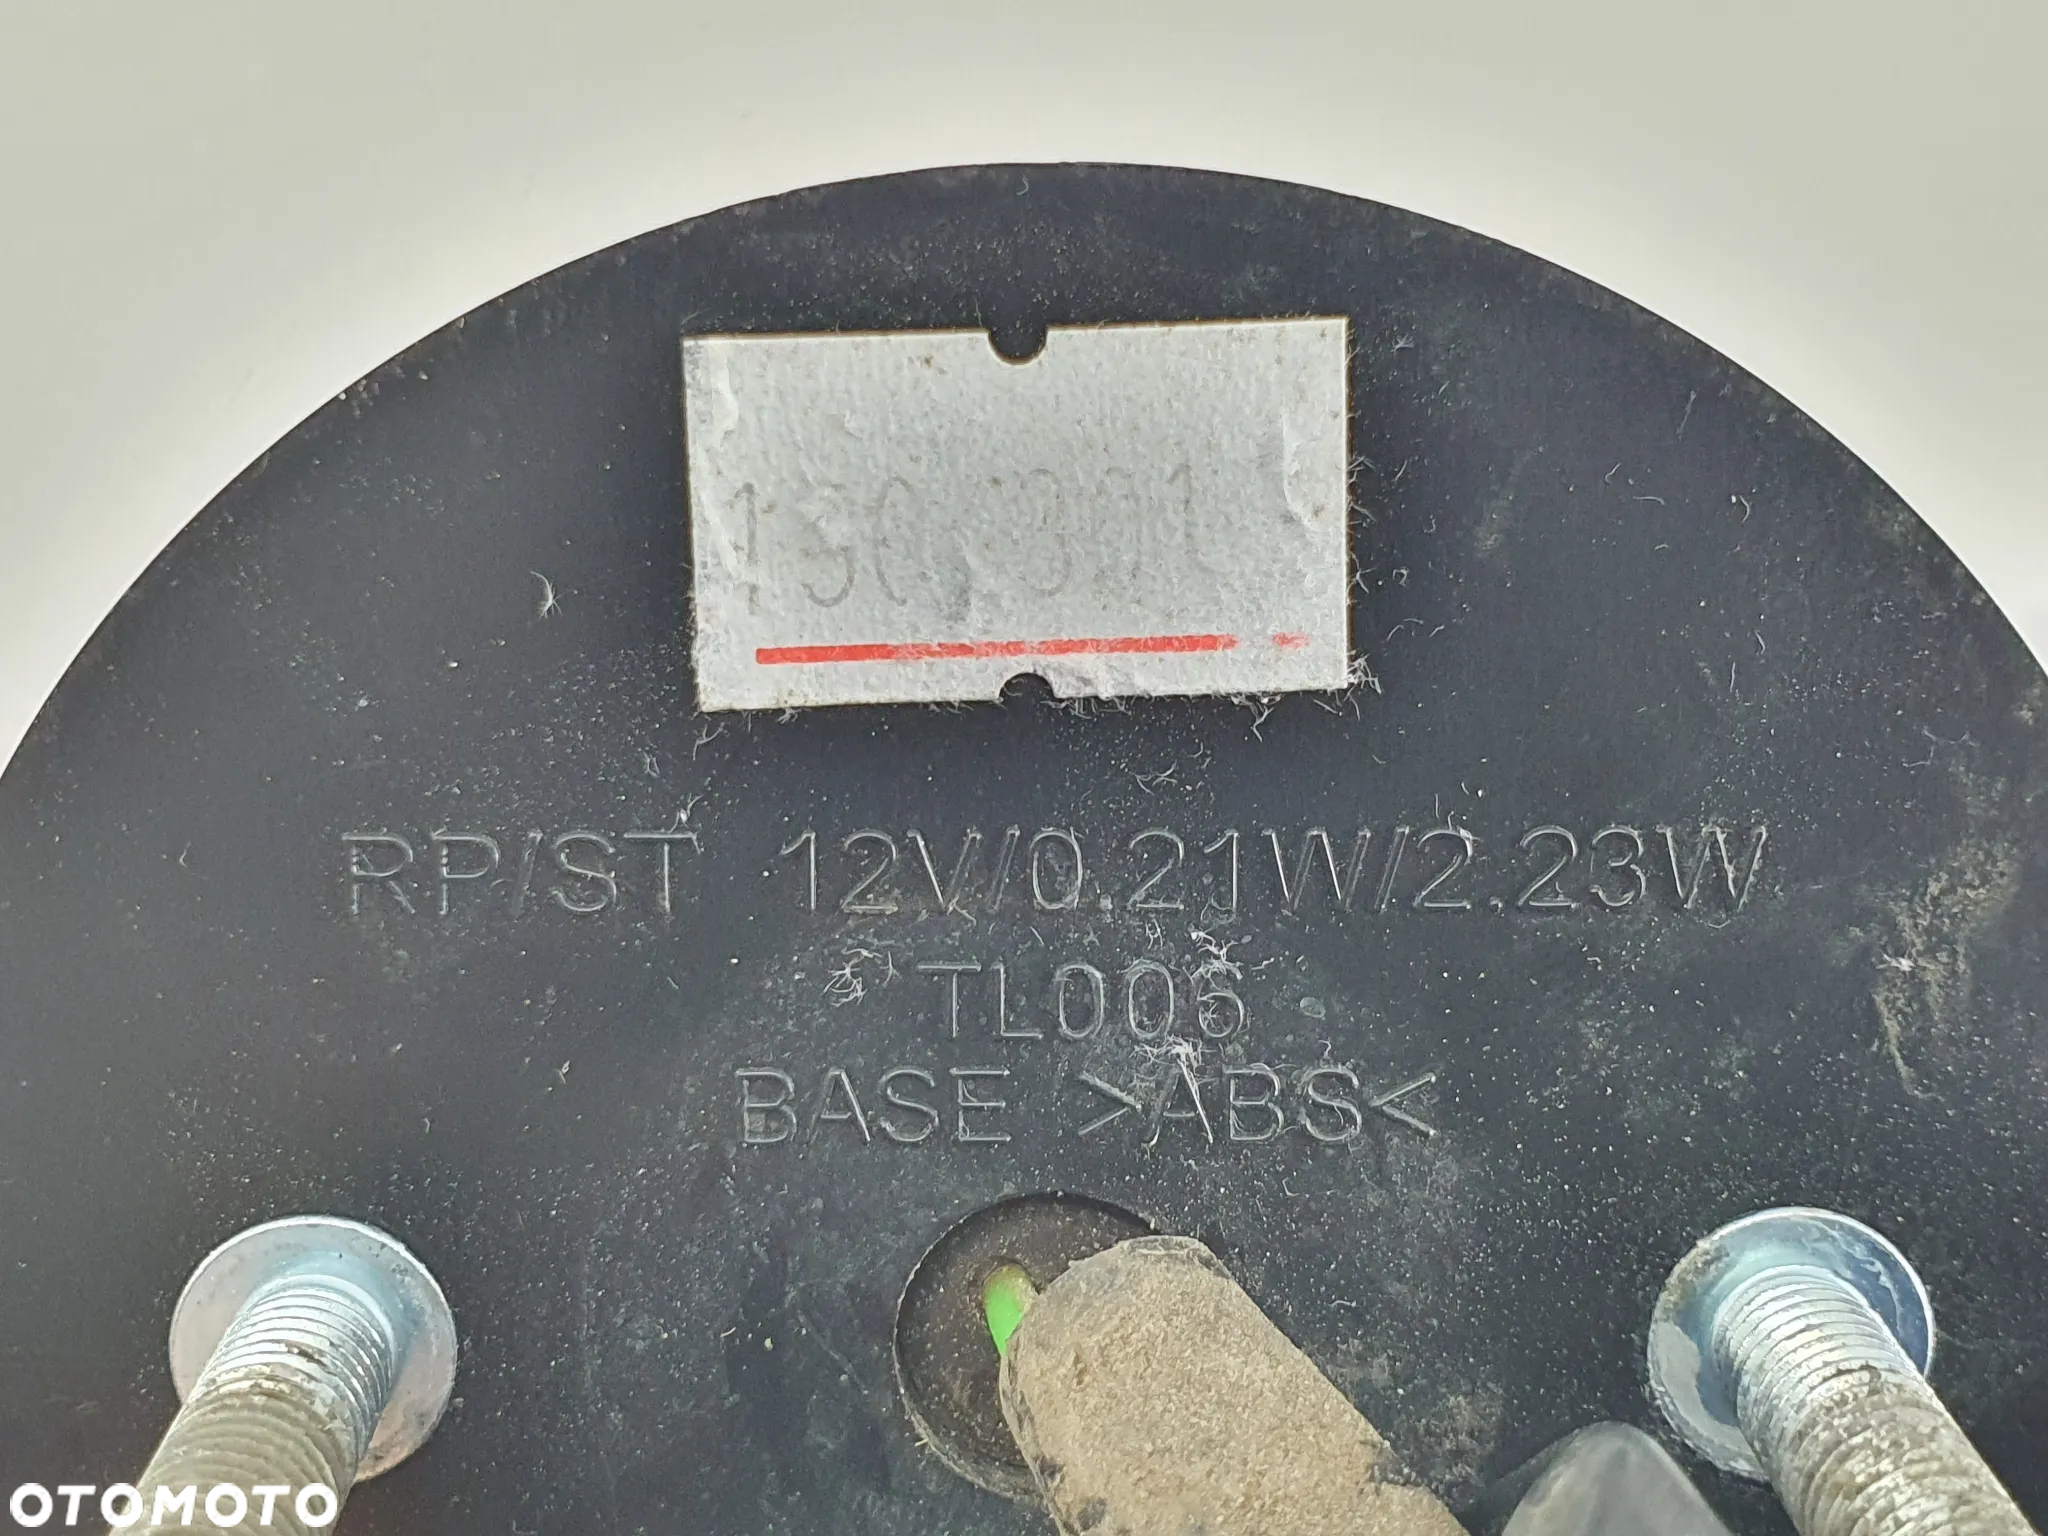 RP/ST 12V/0.21W/2.23W
TL006
BASE >ABS<
OTOMOTO